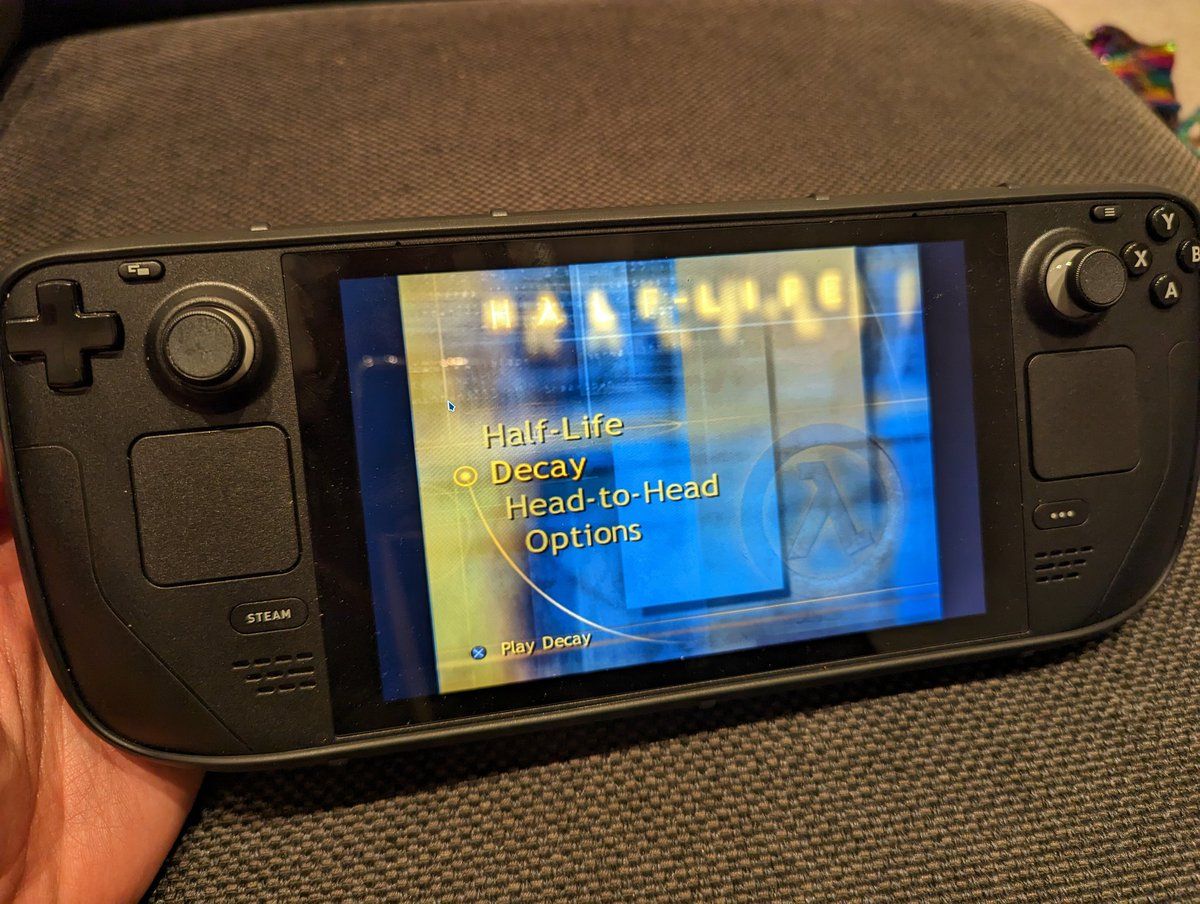 HALF-LIFE
Half-Life
Decay
Head-to-Head
Options
Play Decay
STEAM
Y
X
B
A